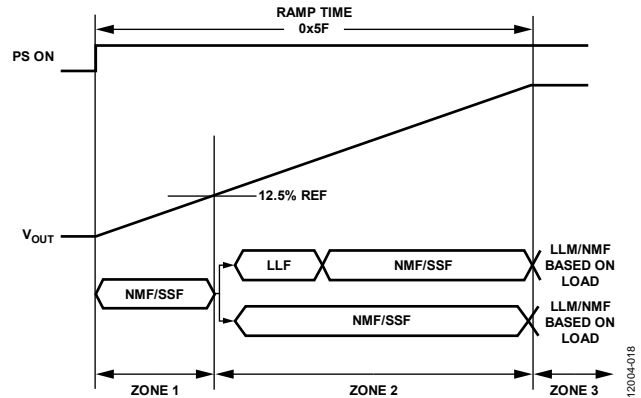 RAMP TIME
0x5F
PS ON
12.5% REF
VOUT
LLF
NMF/SSF
LLM/NMF
BASED ON
LOAD
NMF/SSF
NMF/SSF
LLM/NMF
BASED ON
LOAD
ZONE 1
ZONE 2
ZONE 3
12004-018